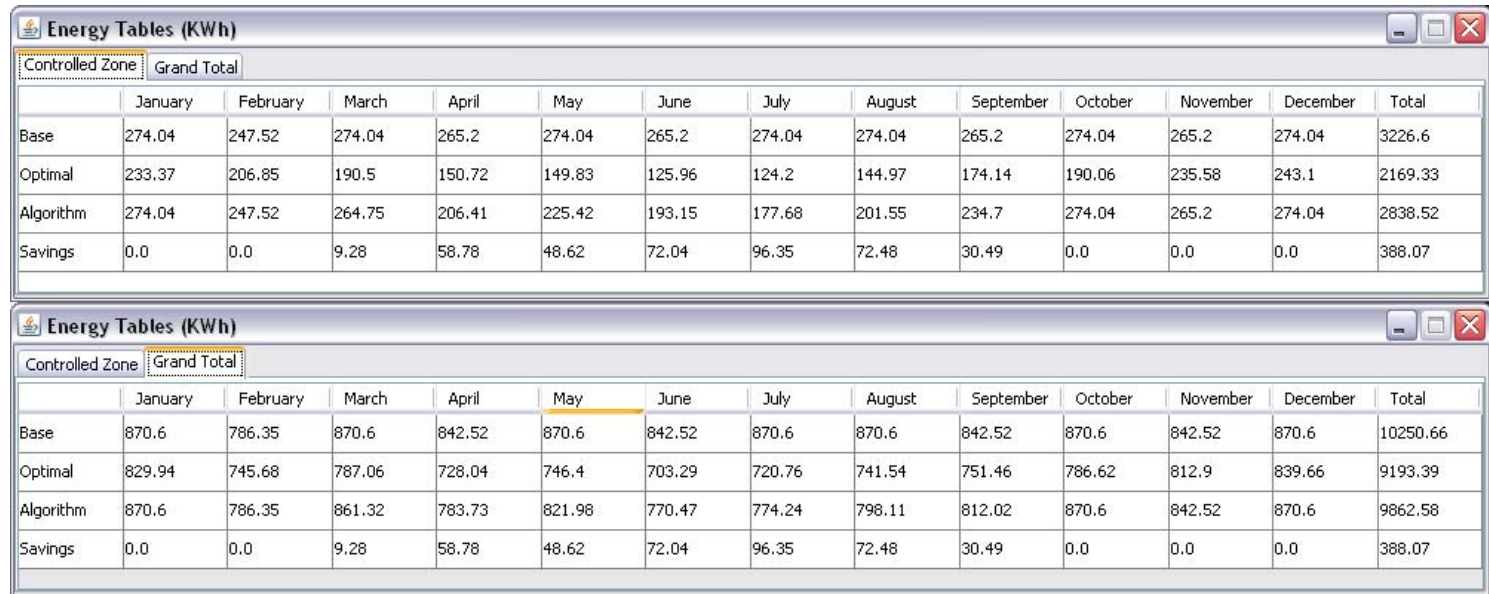 Energy Tables (KWh)
Controlled Zone Grand Total
January February March April May June July August September October November December Total
Base 274.04 247.52 274.04 265.2 274.04 265.2 274.04 274.04 265.2 274.04 265.2 274.04 3226.6
Optimal 233.37 206.85 190.5 150.72 149.83 125.96 124.2 144.97 174.14 190.06 235.58 243.1 2169.33
Algorithm 274.04 247.52 264.75 206.41 225.42 193.15 177.68 201.55 234.7 274.04 265.2 274.04 2838.52
Savings 0.0 0.0 9.28 58.78 48.62 72.04 96.35 72.48 30.49 0.0 0.0 0.0 388.07
Energy Tables (KWh)
Controlled Zone Grand Total
January February March April May June July August September October November December Total
Base 870.6 786.35 870.6 842.52 870.6 842.52 870.6 870.6 842.52 870.6 842.52 870.6 10250.66
Optimal 829.94 745.68 787.06 728.04 746.4 703.29 720.76 741.54 751.46 786.62 812.9 839.66 9193.39
Algorithm 870.6 786.35 861.32 783.73 821.98 770.47 774.24 798.11 812.02 870.6 842.52 870.6 9862.58
Savings 0.0 0.0 9.28 58.78 48.62 72.04 96.35 72.48 30.49 0.0 0.0 0.0 388.07